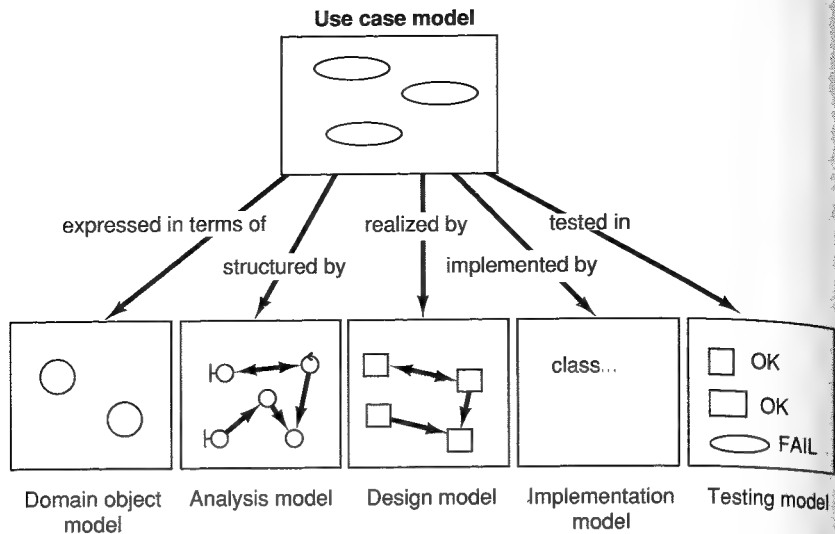 Use case model
expressed in terms of
realized by
tested in
structured by
implemented by
class...
OK
OK
FAIL
Domain object
model
Analysis model
Design model
Implementation
model
Testing model